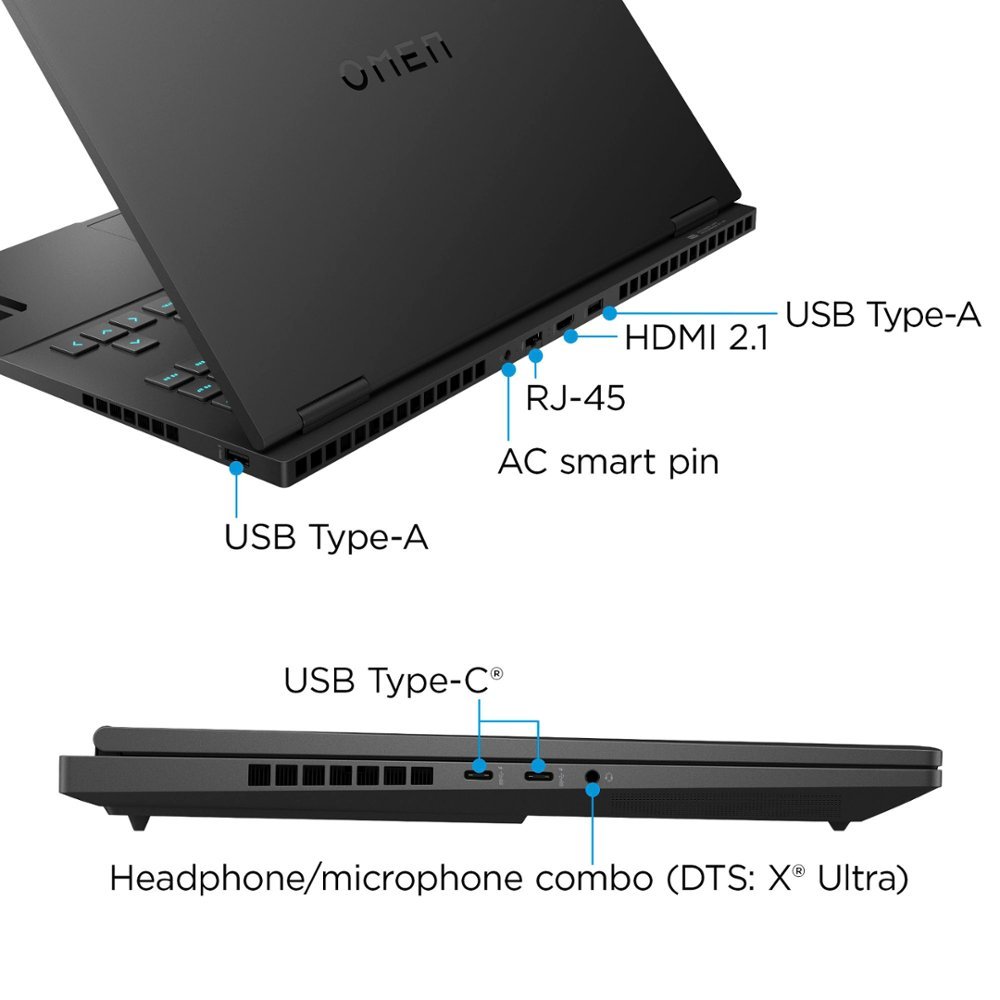 OMEN
USB Type-A
HDMI 2.1
RJ-45
AC smart pin
USB Type-A
USB Type-C®
Headphone/microphone combo (DTS: X® Ultra)